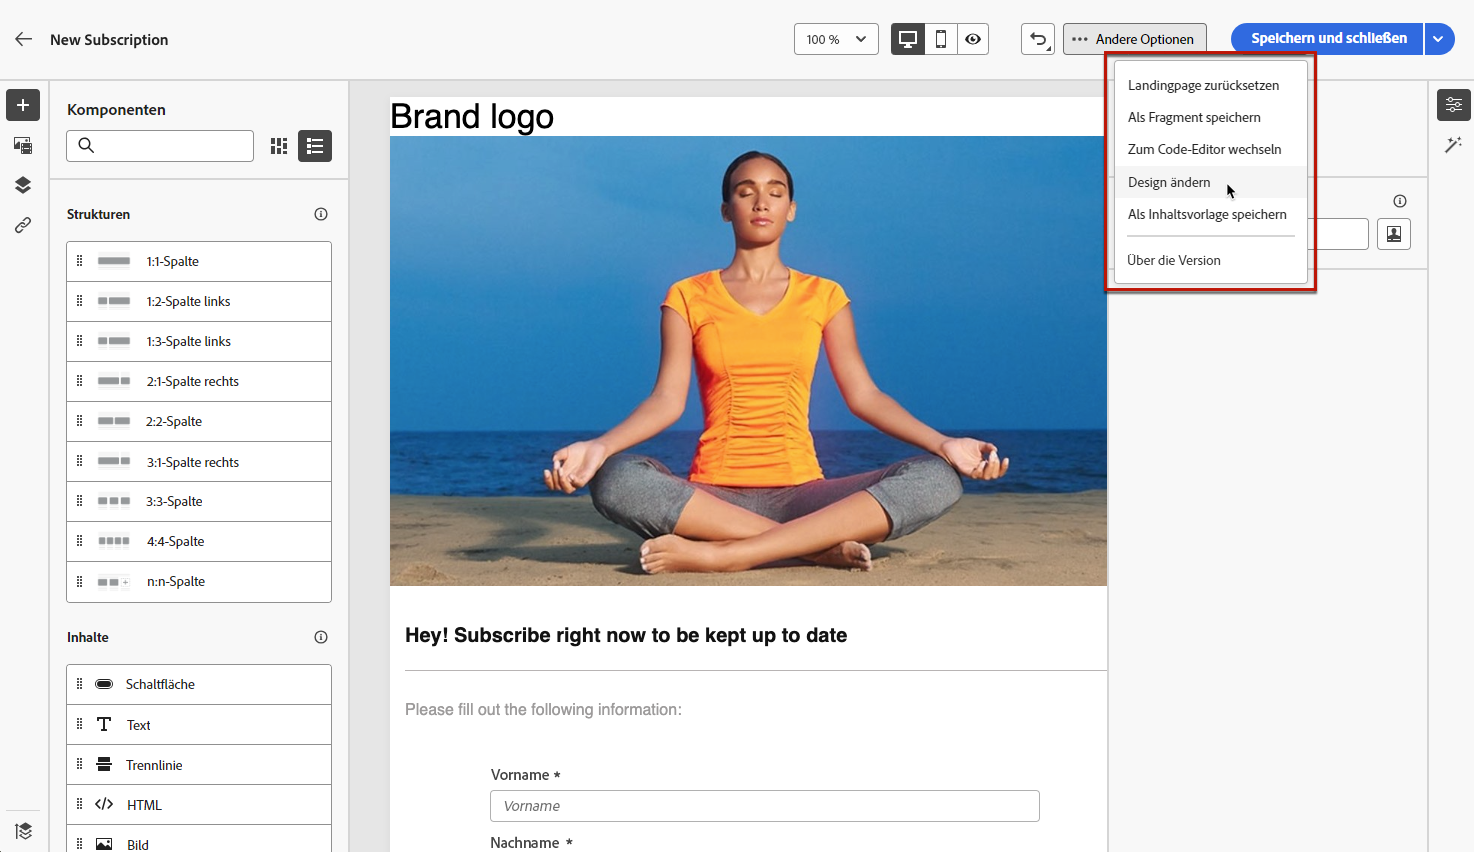 New Subscription
100 %
Andere Optionen
Speichern und schließen
Landingpage zurücksetzen
Als Fragment speichern
Zum Code-Editor wechseln
Design ändern
Als Inhaltsvorlage speichern
Über die Version
Komponenten
Strukturen
1:1-Spalte
1:2-Spalte links
1:3-Spalte links
2:1-Spalte rechts
2:2-Spalte
3:1-Spalte rechts
3:3-Spalte
4:4-Spalte
n:n-Spalte
Inhalte
Schaltfläche
Text
Trennlinie
HTML
Bild
Brand logo
Hey! Subscribe right now to be kept up to date
Please fill out the following information:
Vorname *
Vorname
Nachname *